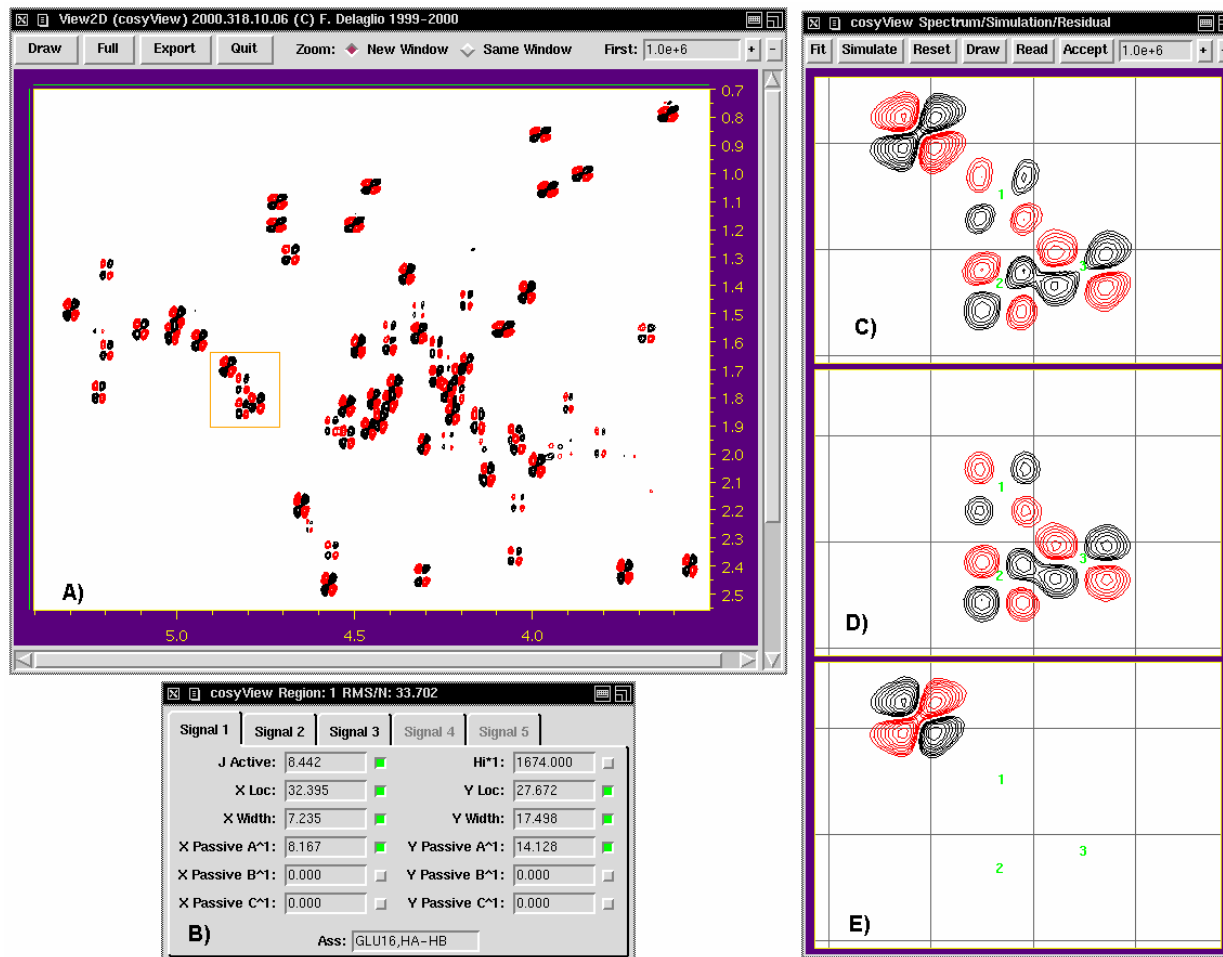 View2D (cosyView) 2000.318.10.06 (C) F. Delaglio 1999-2000
Draw Full Export Quit Zoom: New Window Same Window First: 1.0e+6 + -
0.7
0.8
0.9
1.0
1.1
1.2
1.3
1.4
1.5
1.6
1.7
1.8
1.9
2.0
2.1
2.2
2.3
2.4
2.5
A)
5.0 4.5 4.0
cosyView Region: 1 RMS/N: 33.702
Signal 1 Signal 2 Signal 3 Signal 4 Signal 5
J Active: 8.442 Hi*1: 1674.000
X Loc: 32.395 Y Loc: 27.672
X Width: 7.235 Y Width: 17.498
X Passive A^1: 8.167 Y Passive A^1: 14.128
X Passive B^1: 0.000 Y Passive B^1: 0.000
X Passive C^1: 0.000 Y Passive C^1: 0.000
B) Ass: GLU16,HA-HB
cosyView Spectrum/Simulation/Residual
Fit Simulate Reset Draw Read Accept 1.0e+6 + -
1
3
2
C)
1
3
2
D)
1
3
2
E)